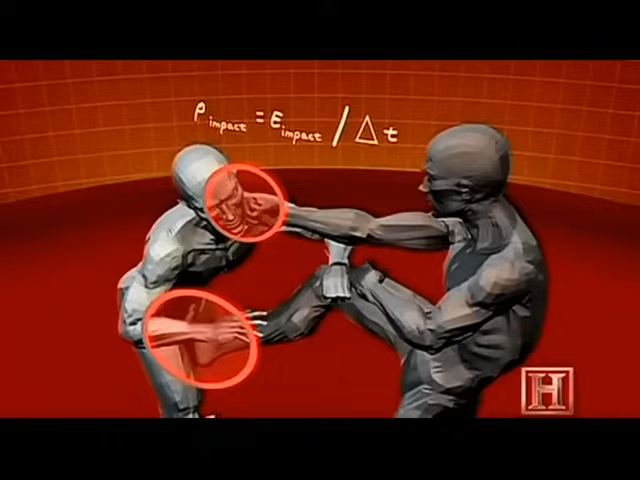 P impact = E impact / Δt
H